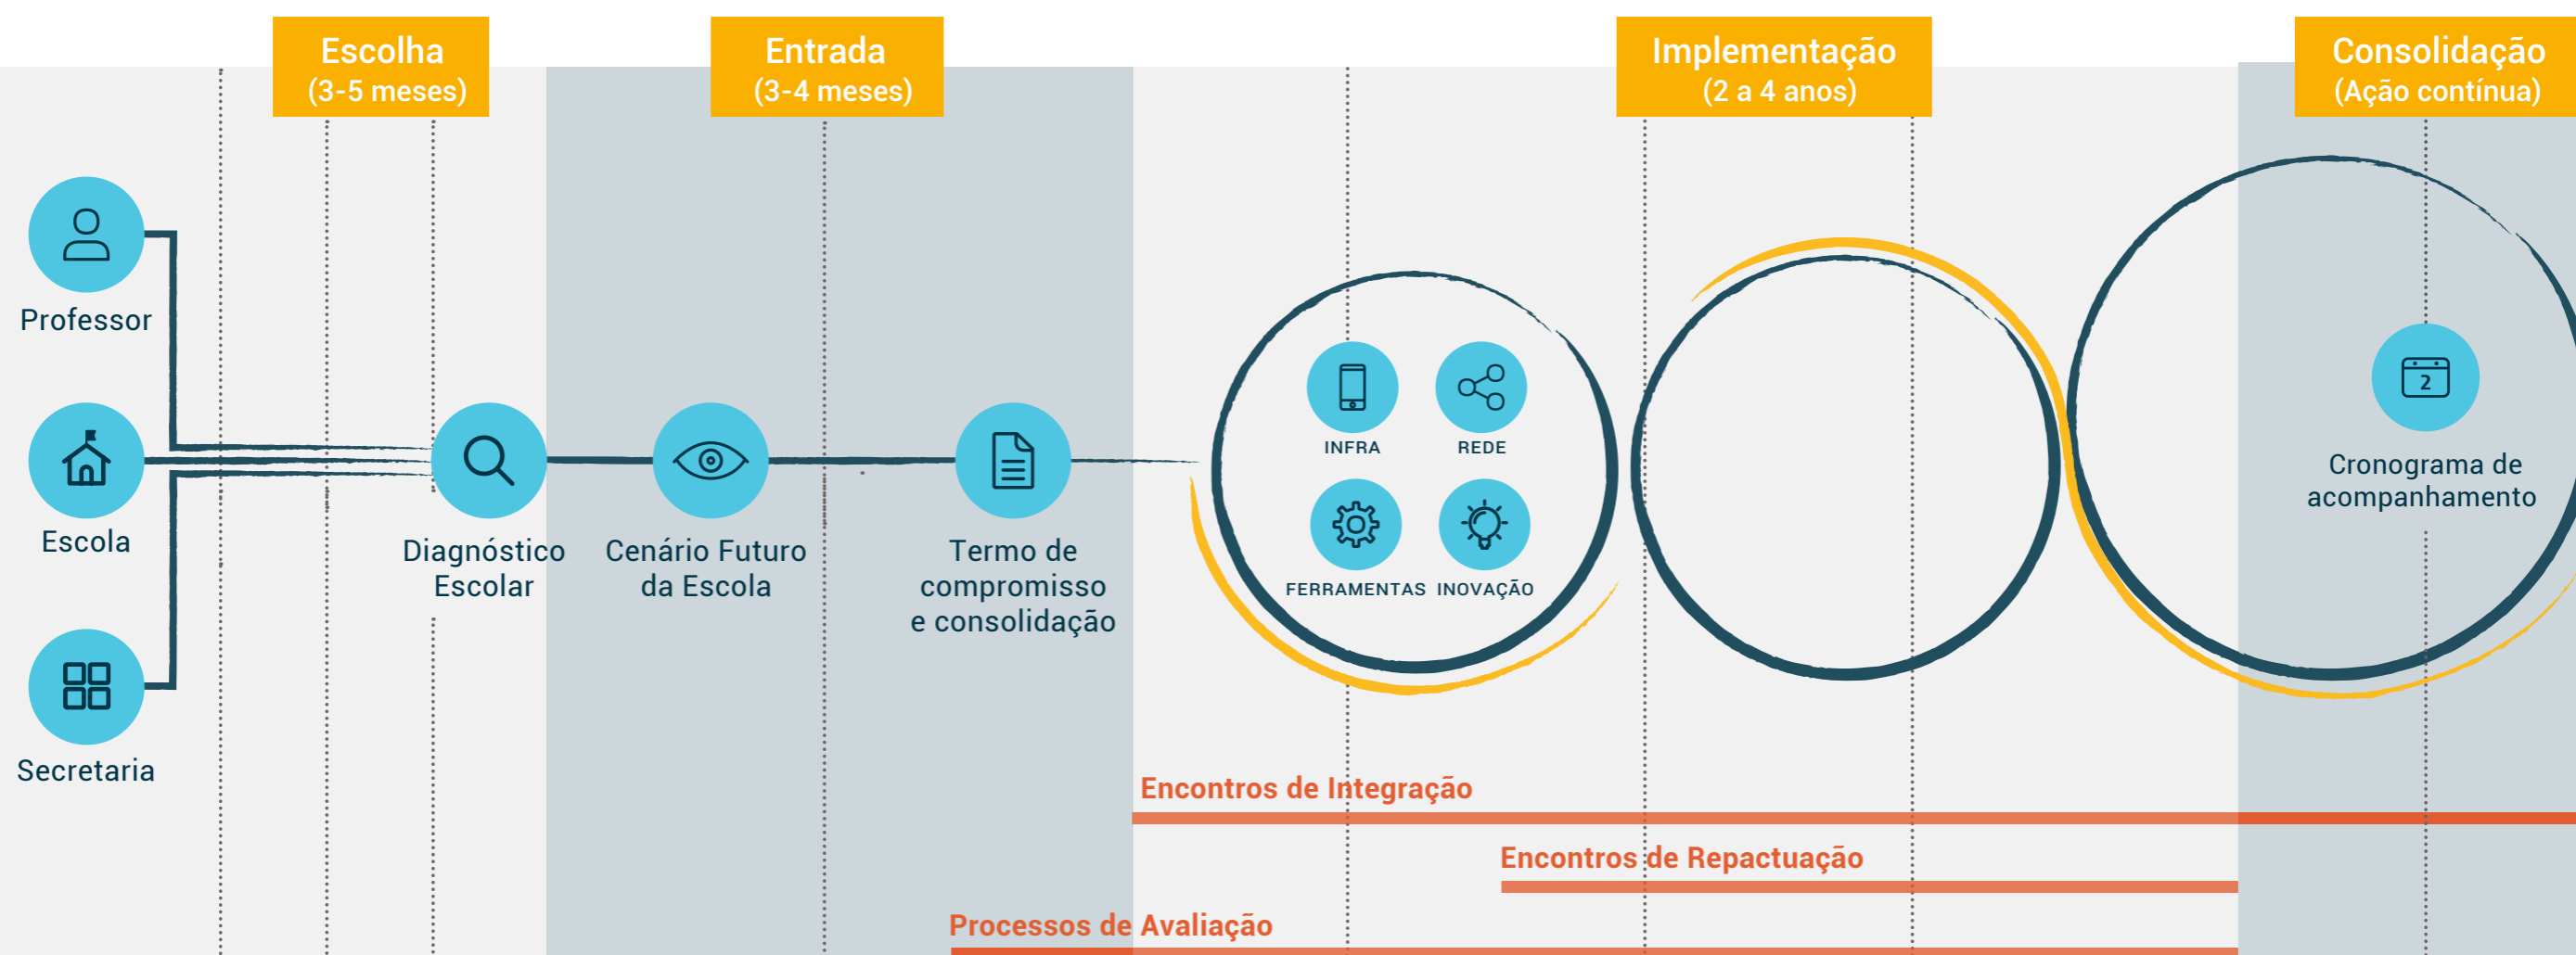 Escolha
(3-5 meses)
Entrada
(3-4 meses)
Implementação
(2 a 4 anos)
Consolidação
(Ação contínua)
Professor
Escola
Secretaria
Diagnóstico
Escolar
Cenário Futuro
da Escola
Termo de
compromisso
e consolidação
INFRA
REDE
FERRAMENTAS
INOVAÇÃO
2
Cronograma de
acompanhamento
Encontros de Integração
Encontros de Repactuação
Processos de Avaliação